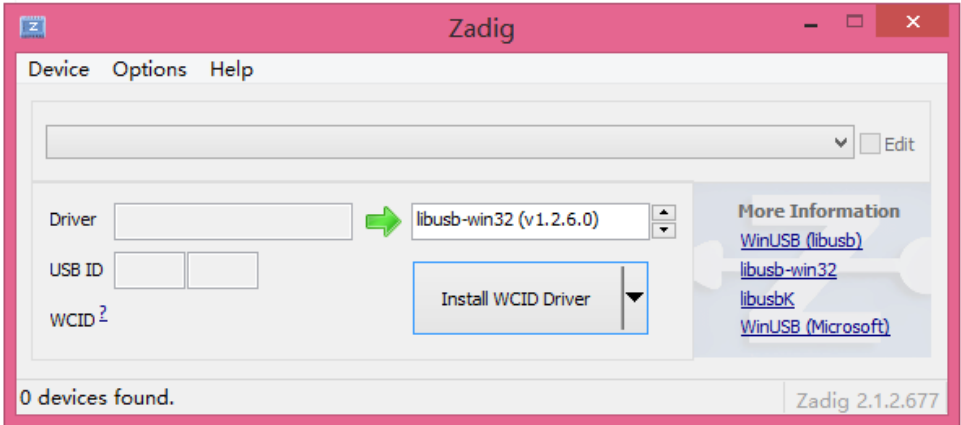 Zadig
Device Options Help
Edit
Driver
libusb-win32 (v1.2.6.0)
USB ID
WCID ?
Install WCID Driver
More Information
WinUSB (libusb)
libusb-win32
libusbK
WinUSB (Microsoft)
0 devices found.
Zadig 2.1.2.677